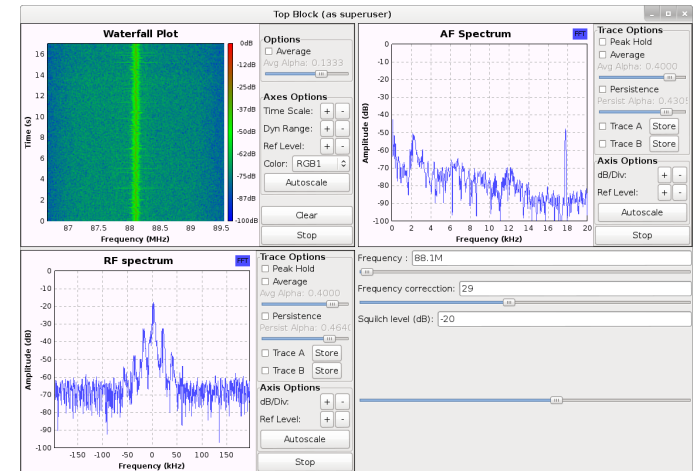 Top Block (as superuser)
Waterfall Plot
16
14
12
10
8
6
4
2
0
Time (s)
87
87.5
88
88.5
89
89.5
Frequency (MHz)
0dB
-12dB
-25dB
-37dB
-50dB
-62dB
-75dB
-87dB
-100dB
Options
Average
Avg Alpha: 0.1333
Axes Options
Time Scale: + -
Dyn Range: + -
Ref Level: + -
Color: RGB1
Autoscale
Clear
Stop
AF Spectrum
FFT
0
-10
-20
-30
-40
-50
-60
-70
-80
-90
-100
Amplitude (dB)
0 2 4 6 8 10 12 14 16 18 20
Frequency (kHz)
Trace Options
Peak Hold
Average
Avg Alpha: 0.4000
Persistence
Persist Alpha: 0.430
Trace A Store
Trace B Store
Axis Options
dB/Div: + -
Ref Level: + -
Autoscale
Stop
RF spectrum
FFT
0
-10
-20
-30
-40
-50
-60
-70
-80
-90
-100
Amplitude (dB)
-150 -100 -50 0 50 100 150
Frequency (kHz)
Trace Options
Peak Hold
Average
Avg Alpha: 0.4000
Persistence
Persist Alpha: 0.464
Trace A Store
Trace B Store
Axis Options
dB/Div: + -
Ref Level: + -
Autoscale
Stop
Frequency : 88.1M
Frequency correcction: 29
Squilch level (dB): -20